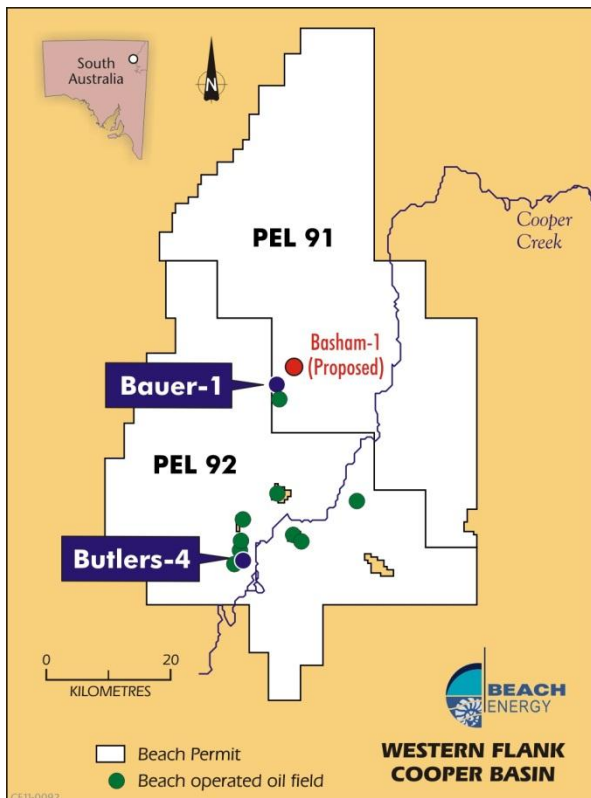 South
Australia
N
PEL 91
Cooper
Creek
Basham-1
(Proposed)
Bauer-1
PEL 92
Butlers-4
0 20
KILOMETRES
BEACH
ENERGY
Beach Permit
Beach operated oil field
WESTERN FLANK
COOPER BASIN